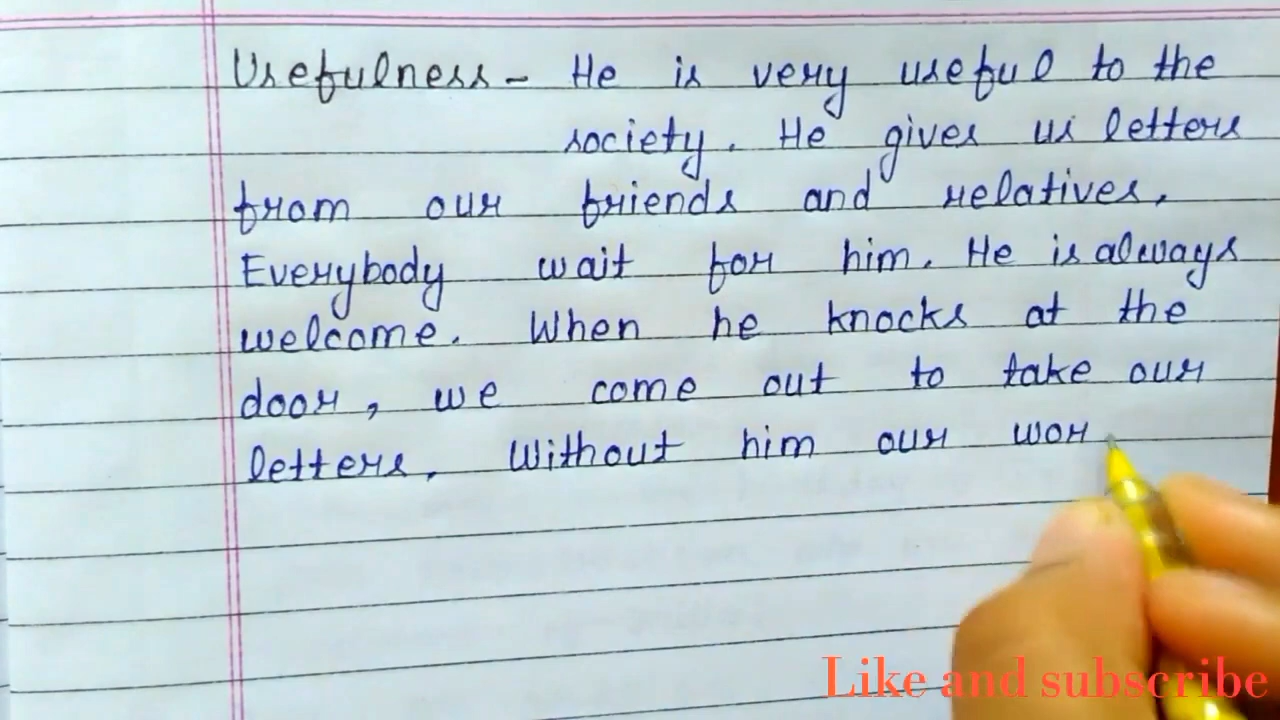 Usefulness - He is very useful to the
society. He gives us letters
from our friends and relatives.
Everybody wait for him. He is always
welcome. When he knocks at the
door, we come out to take our
letters. Without him our wor
Like and subscribe